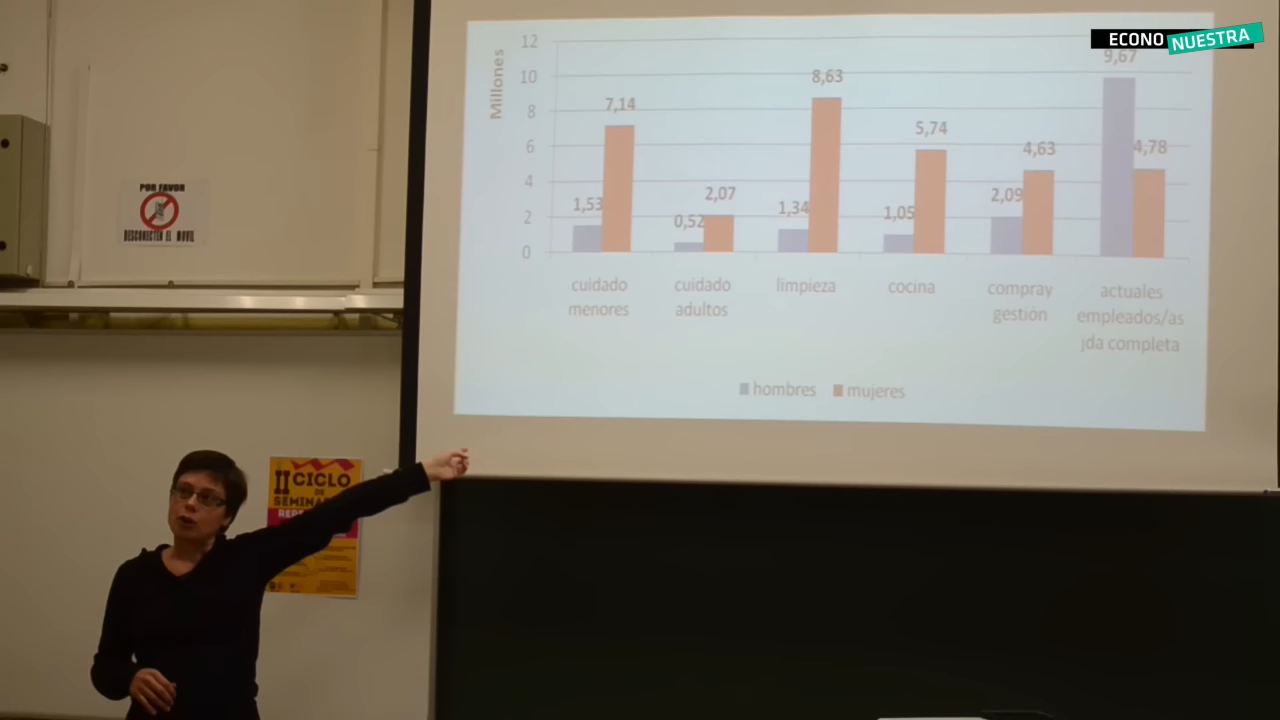 ECONO NUESTRA
Millones
12
10
8
6
4
2
0
1,53
7,14
0,52
2,07
1,34
8,63
1,05
5,74
2,09
4,63
9,67
4,78
cuidado
menores
cuidado
adultos
limpieza
cocina
compray
gestión
actuales
empleados/as
jda completa
hombres
mujeres
POR FAVOR
DESCONECTEN EL MOVIL
II CICLO
DE